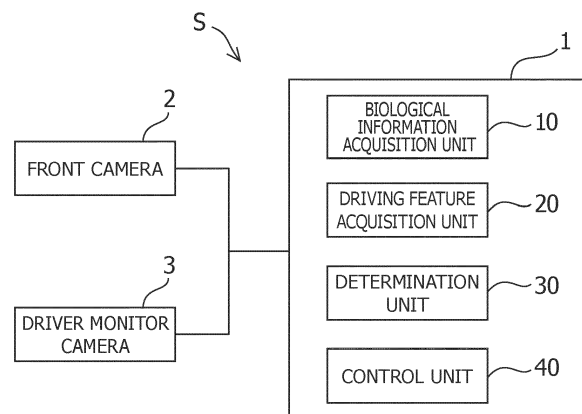 S
1
2
FRONT CAMERA
3
DRIVER MONITOR
CAMERA
BIOLOGICAL
INFORMATION
ACQUISITION UNIT
10
DRIVING FEATURE
ACQUISITION UNIT
20
DETERMINATION
UNIT
30
CONTROL UNIT
40